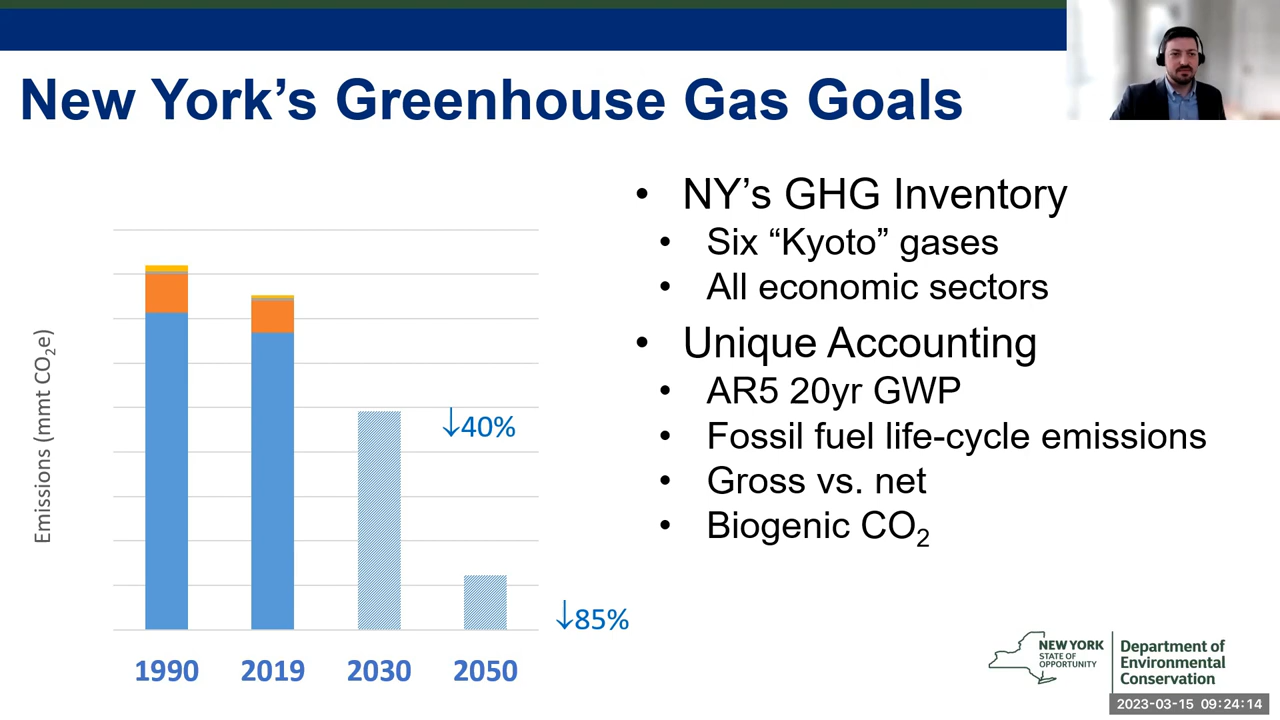 New York’s Greenhouse Gas Goals
Emissions (mmt CO₂e)
↓40%
↓85%
1990
2019
2030
2050
• NY’s GHG Inventory
• Six “Kyoto” gases
• All economic sectors
• Unique Accounting
• AR5 20yr GWP
• Fossil fuel life-cycle emissions
• Gross vs. net
• Biogenic CO₂
NEW YORK
STATE OF
OPPORTUNITY
Department of
Environmental
Conservation
2023-03-15 09:24:14